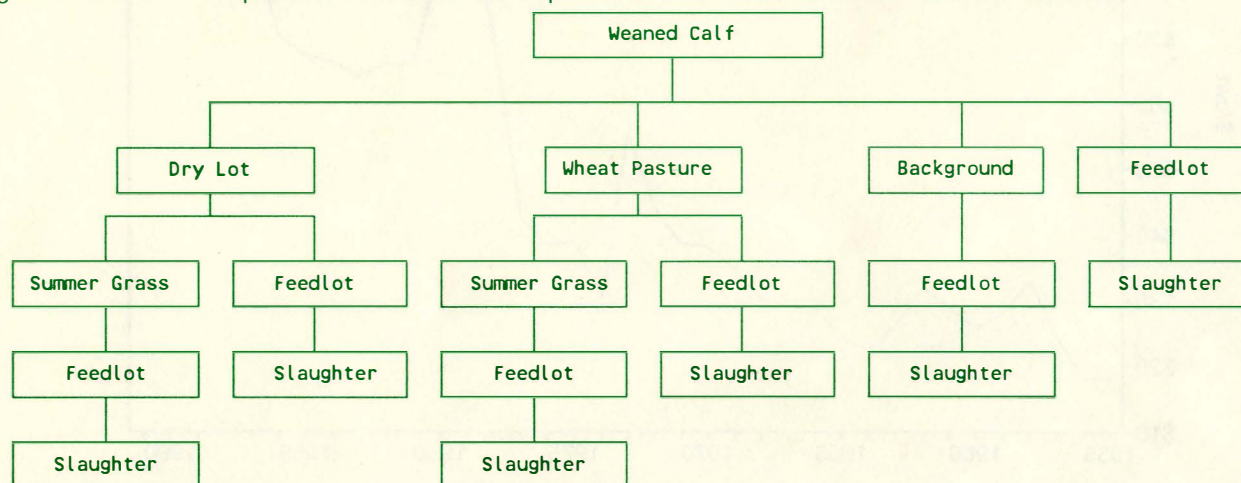 Weaned Calf
Dry Lot Wheat Pasture Background Feedlot
Summer Grass Feedlot Summer Grass Feedlot Feedlot Slaughter
Feedlot Slaughter Feedlot Slaughter Slaughter
Slaughter Slaughter